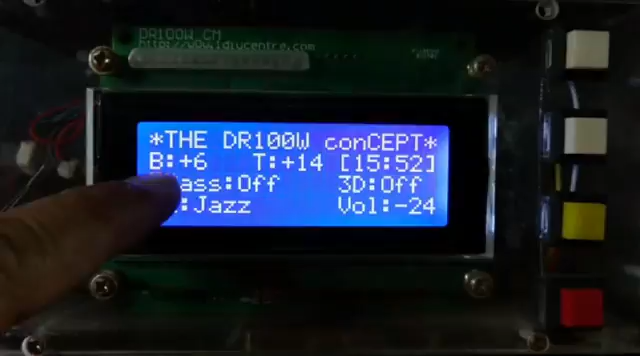 DR100W_CM
*THE DR100W conCEPT*
B:+6 T:+14 [15:52]
ass:Off 3D:Off
:Jazz Vol:-24